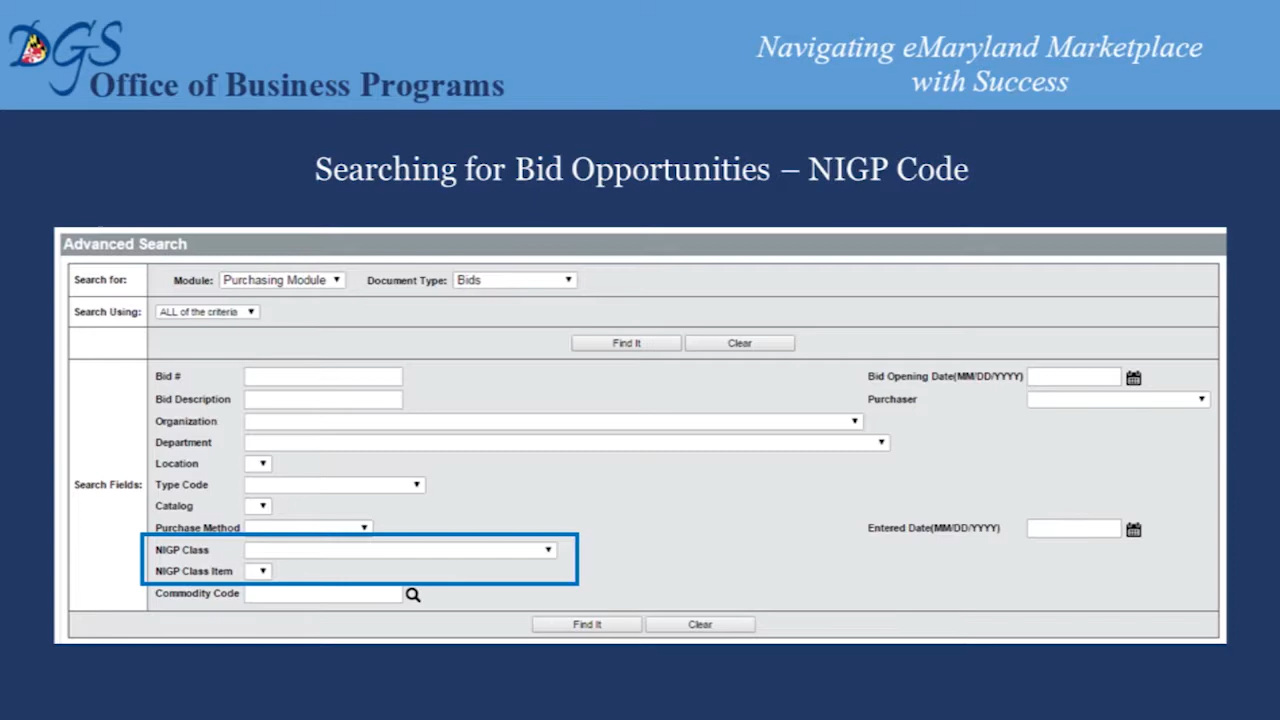 DGS
Office of Business Programs
Navigating eMaryland Marketplace
with Success
Searching for Bid Opportunities – NIGP Code
Advanced Search
Search for: Module: Purchasing Module Document Type: Bids
Search Using: ALL of the criteria
Find It Clear
Bid # Bid Opening Date(MM/DD/YYYY)
Bid Description Purchaser
Organization
Department
Location
Search Fields: Type Code
Catalog
Purchase Method Entered Date(MM/DD/YYYY)
NIGP Class
NIGP Class Item
Commodity Code
Find It Clear